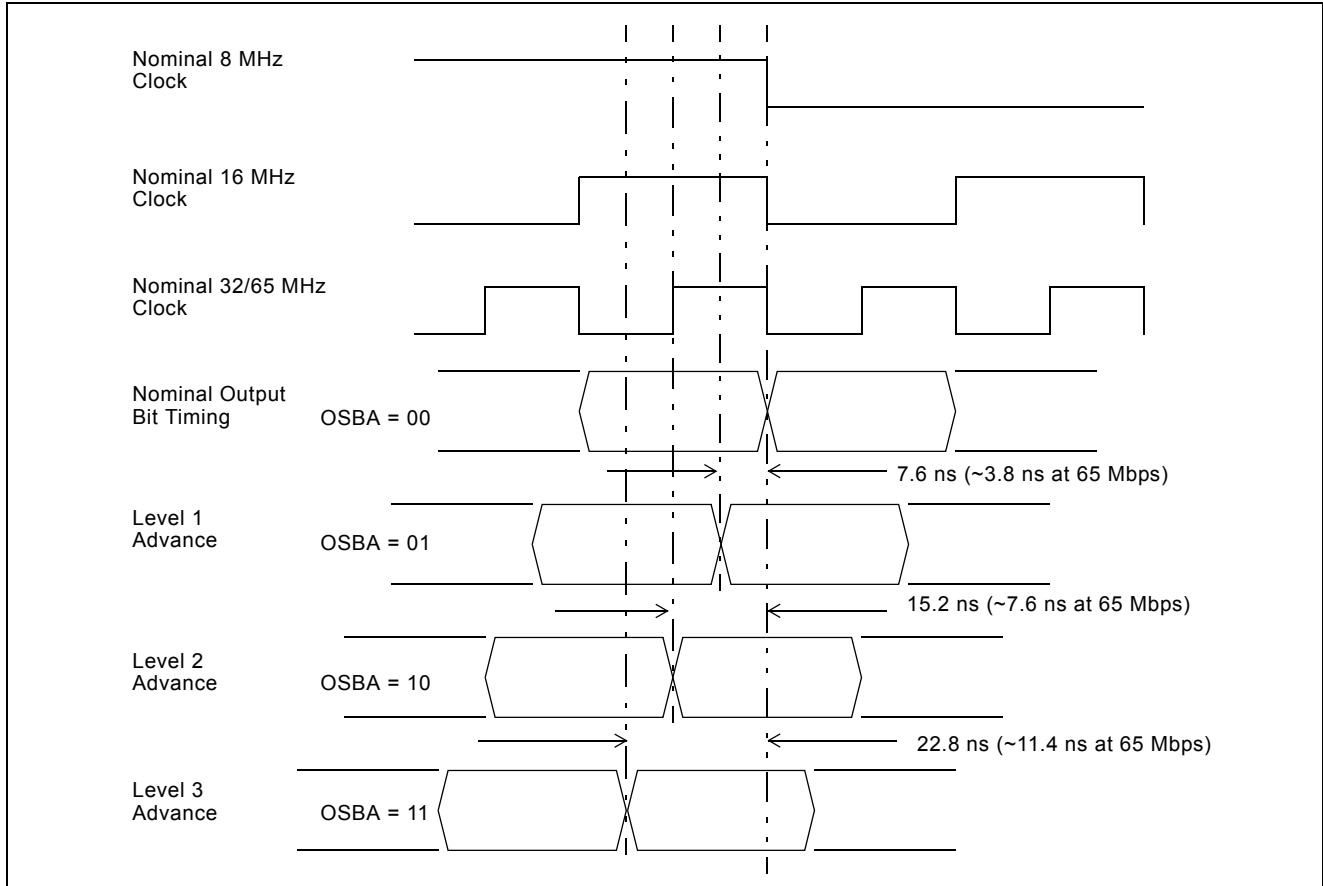 Nominal 8 MHz
Clock
Nominal 16 MHz
Clock
Nominal 32/65 MHz
Clock
Nominal Output
Bit Timing
OSBA = 00
7.6 ns (~3.8 ns at 65 Mbps)
Level 1
Advance
OSBA = 01
15.2 ns (~7.6 ns at 65 Mbps)
Level 2
Advance
OSBA = 10
22.8 ns (~11.4 ns at 65 Mbps)
Level 3
Advance
OSBA = 11